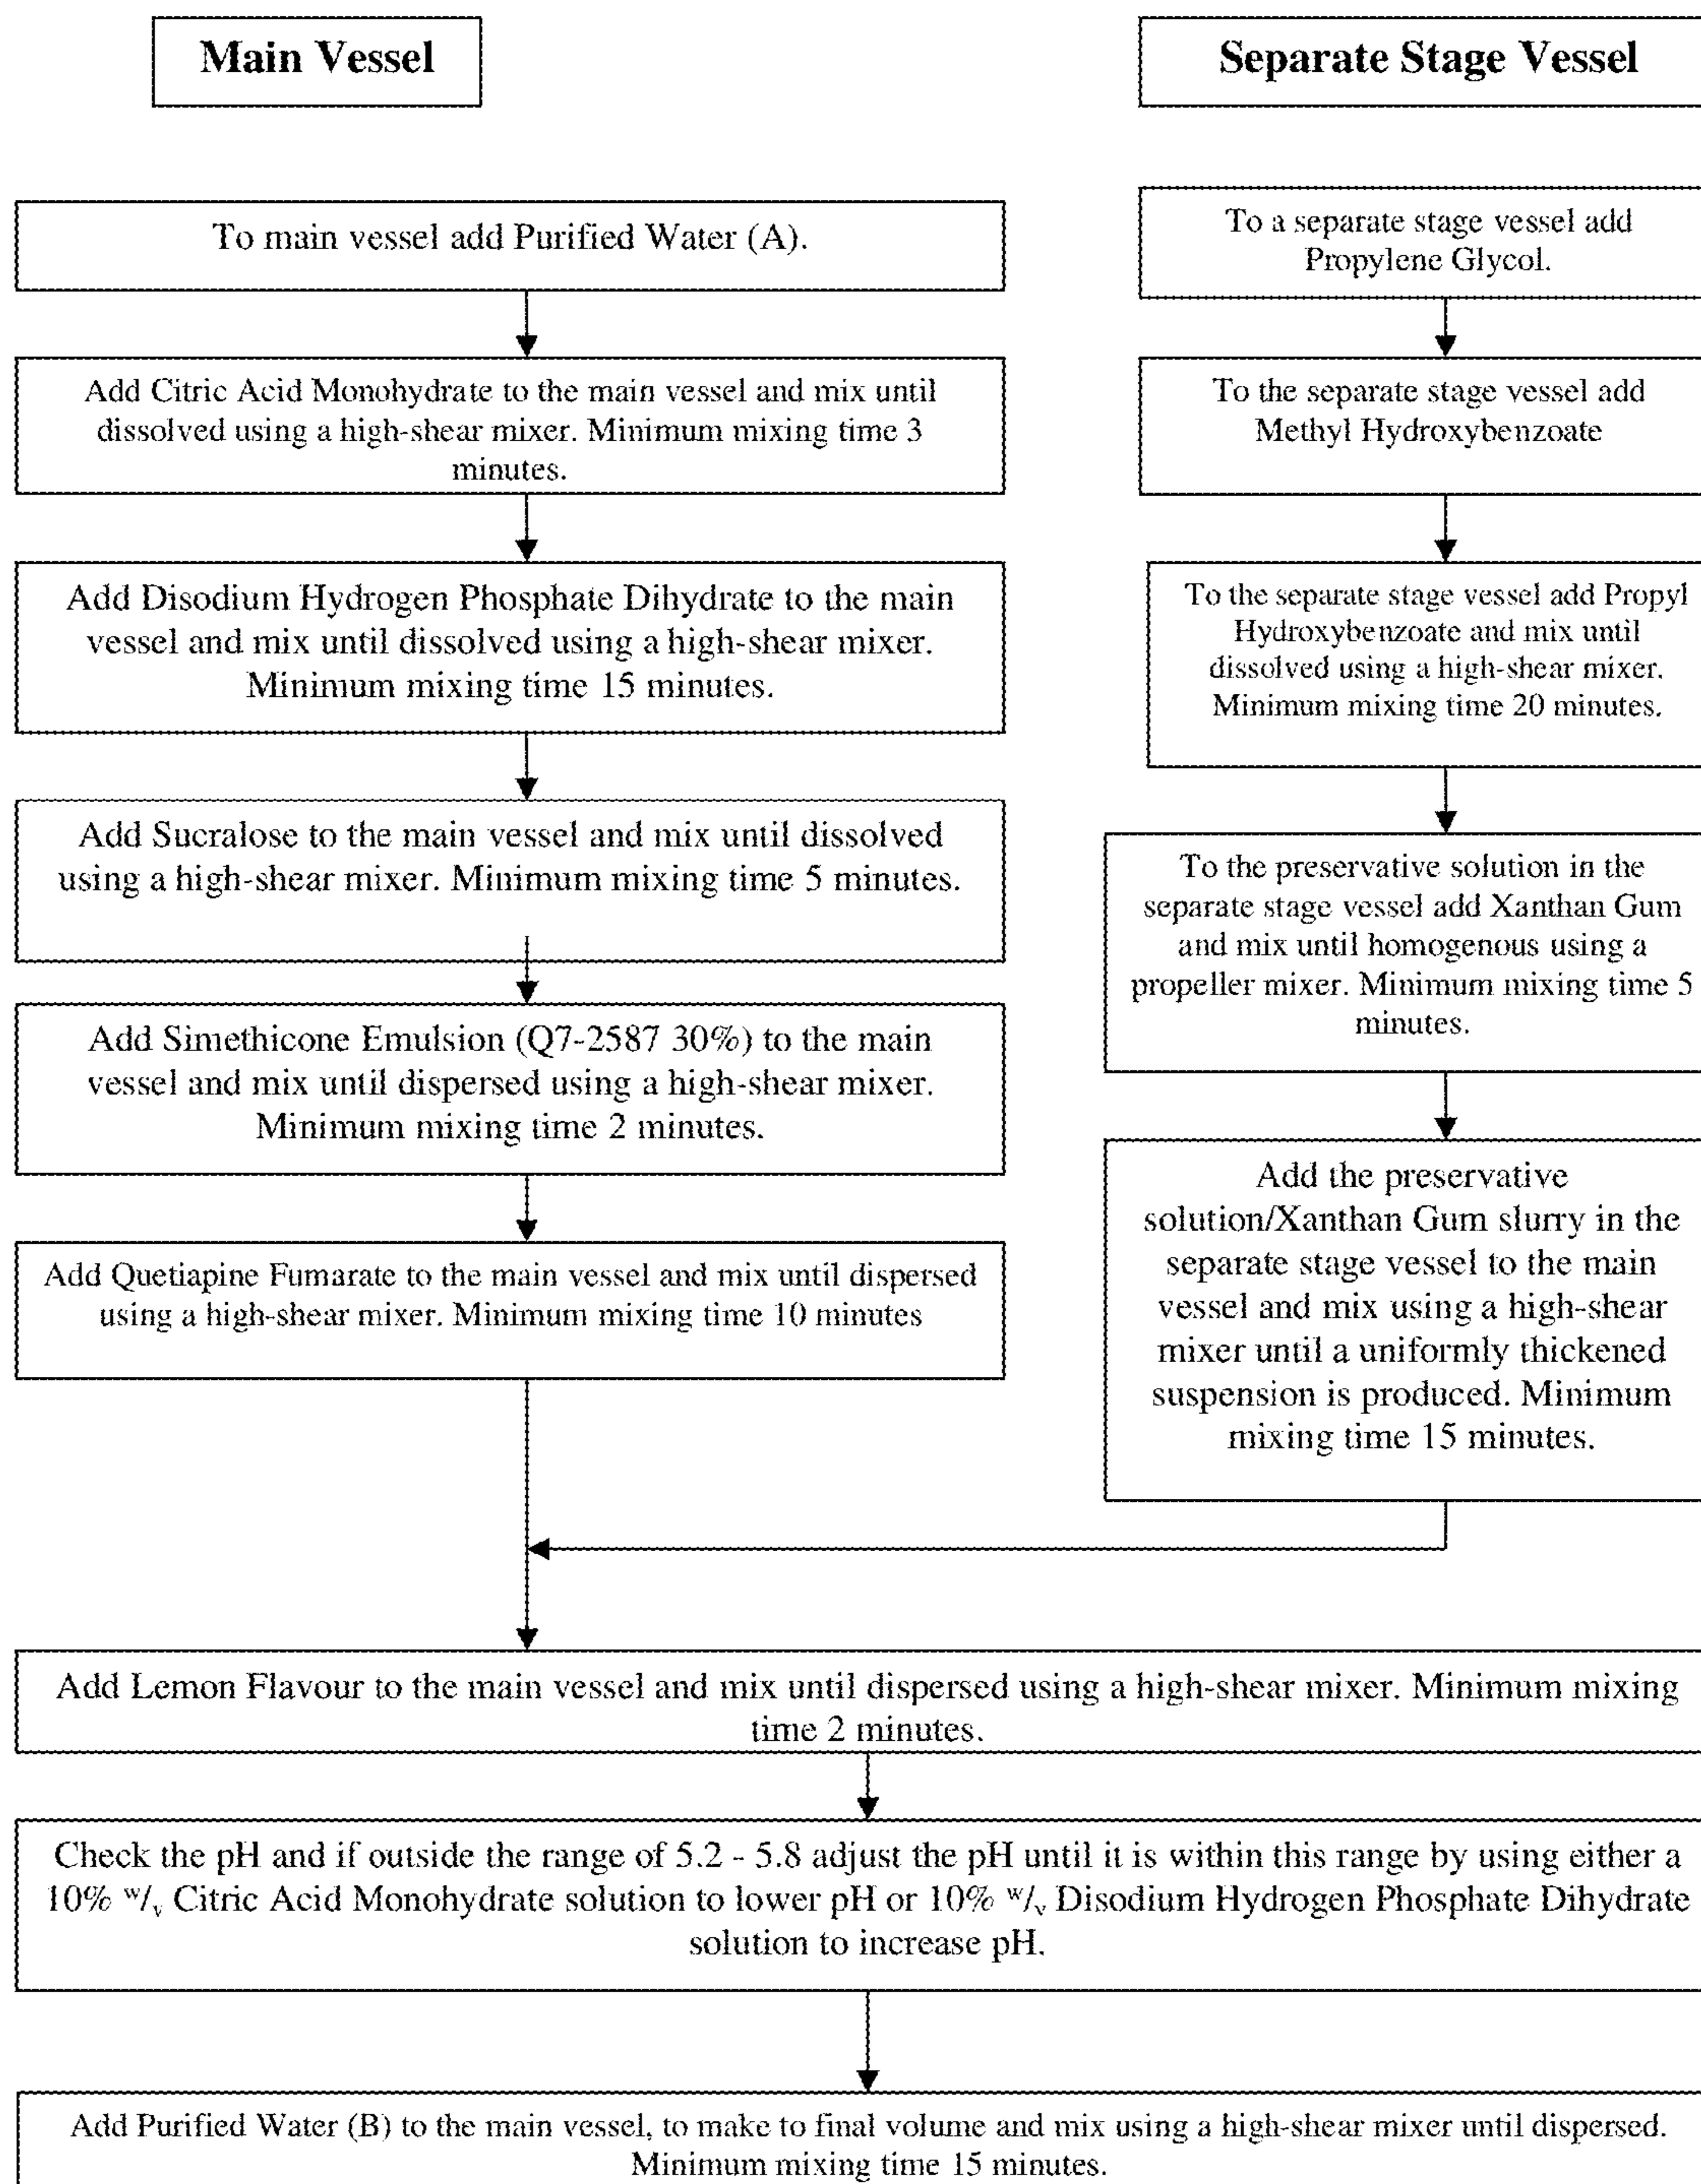 Main Vessel
Separate Stage Vessel
To main vessel add Purified Water (A).
Add Citric Acid Monohydrate to the main vessel and mix until
dissolved using a high-shear mixer. Minimum mixing time 3
minutes.
Add Disodium Hydrogen Phosphate Dihydrate to the main
vessel and mix until dissolved using a high-shear mixer.
Minimum mixing time 15 minutes.
Add Sucralose to the main vessel and mix until dissolved
using a high-shear mixer. Minimum mixing time 5 minutes.
Add Simethicone Emulsion (Q7-2587 30%) to the main
vessel and mix until dispersed using a high-shear mixer.
Minimum mixing time 2 minutes.
Add Quetiapine Fumarate to the main vessel and mix until dispersed
using a high-shear mixer. Minimum mixing time 10 minutes
To a separate stage vessel add
Propylene Glycol.
To the separate stage vessel add
Methyl Hydroxybenzoate
To the separate stage vessel add Propyl
Hydroxybenzoate and mix until
dissolved using a high-shear mixer.
Minimum mixing time 20 minutes.
To the preservative solution in the
separate stage vessel add Xanthan Gum
and mix until homogenous using a
propeller mixer. Minimum mixing time 5
minutes.
Add the preservative
solution/Xanthan Gum slurry in the
separate stage vessel to the main
vessel and mix using a high-shear
mixer until a uniformly thickened
suspension is produced. Minimum
mixing time 15 minutes.
Add Lemon Flavour to the main vessel and mix until dispersed using a high-shear mixer. Minimum mixing
time 2 minutes.
Check the pH and if outside the range of 5.2 - 5.8 adjust the pH until it is within this range by using either a
10% w/v Citric Acid Monohydrate solution to lower pH or 10% w/v Disodium Hydrogen Phosphate Dihydrate
solution to increase pH.
Add Purified Water (B) to the main vessel, to make to final volume and mix using a high-shear mixer until dispersed.
Minimum mixing time 15 minutes.